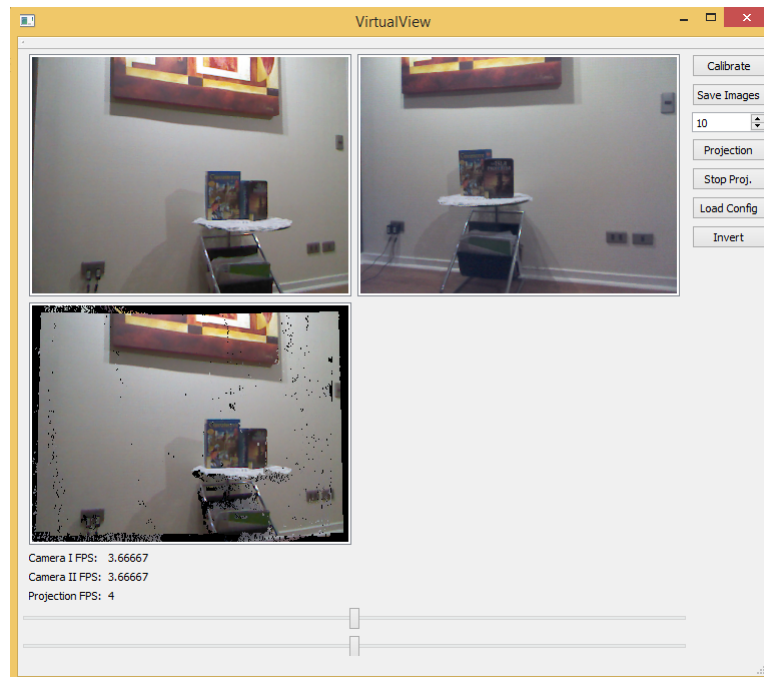 VirtualView
Calibrate
Save Images
10
Projection
Stop Proj.
Load Config
Invert
Camera I FPS: 3.66667
Camera II FPS: 3.66667
Projection FPS: 4